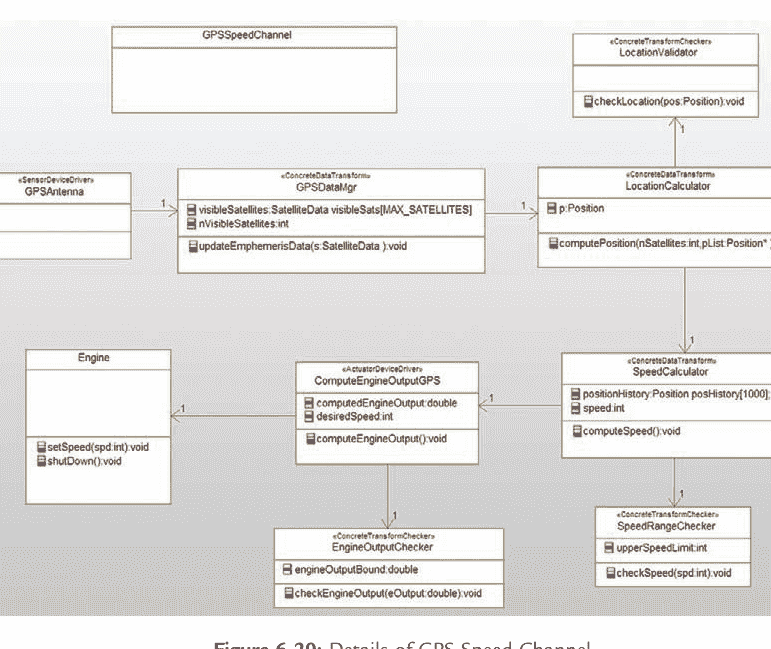 GPSSpeedChannel
«ConcreteTransformChecker»
LocationValidator
checkLocation(pos:Position):void
1
«SensorDeviceDriver»
GPSAntenna
1
«ConcreteDataTransform»
GPSDataMgr
visibleSatellites:SatelliteData visibleSats[MAX_SATELLITES]
nVisibleSatellites:int
updateEmphemerisData(s:SatelliteData ):void
1
«ConcreteDataTransform»
LocationCalculator
p:Position
computePosition(nSatellites:int,pList:Position* )
1
Engine
setSpeed(spd:int):void
shutDown():void
1
«ActuatorDeviceDriver»
ComputeEngineOutputGPS
computedEngineOutput:double
desiredSpeed:int
computeEngineOutput():void
1
«ConcreteDataTransform»
SpeedCalculator
positionHistory:Position posHistory[1000];
speed:int
computeSpeed():void
1
«ConcreteTransformChecker»
EngineOutputChecker
engineOutputBound:double
checkEngineOutput(eOutput:double):void
1
«ConcreteTransformChecker»
SpeedRangeChecker
upperSpeedLimit:int
checkSpeed(spd:int):void
Figure 6-20: Details of GPS Speed Channel